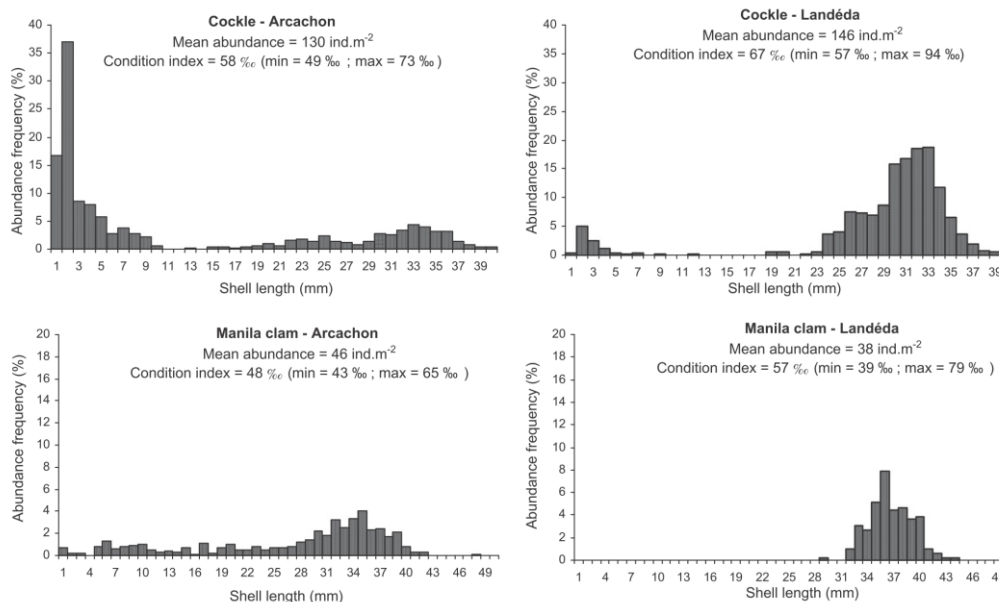 Cockle - Arcachon
Mean abundance = 130 ind.m-2
Condition index = 58 ‰ (min = 49 ‰ ; max = 73 ‰ )
Abundance frequency (%)
40
35
30
25
20
15
10
5
0
1 3 5 7 9 11 13 15 17 19 21 23 25 27 29 31 33 35 37 39
Shell length (mm)
Cockle - Landéda
Mean abundance = 146 ind.m-2
Condition index = 67 ‰ (min = 57 ‰ ; max = 94 ‰)
Abundance frequency (%)
40
35
30
25
20
15
10
5
0
1 3 5 7 9 11 13 15 17 19 21 23 25 27 29 31 33 35 37 39
Shell length (mm)
Manila clam - Arcachon
Mean abundance = 46 ind.m-2
Condition index = 48 ‰ (min = 43 ‰ ; max = 65 ‰ )
Abundance frequency (%)
20
18
16
14
12
10
8
6
4
2
0
1 4 7 10 13 16 19 22 25 28 31 34 37 40 43 46 49
Shell length (mm)
Manila clam - Landéda
Mean abundance = 38 ind.m-2
Condition index = 57 ‰ (min = 39 ‰ ; max = 79 ‰ )
Abundance frequency (%)
20
18
16
14
12
10
8
6
4
2
0
1 4 7 10 13 16 19 22 25 28 31 34 37 40 43 46
Shell length (mm)